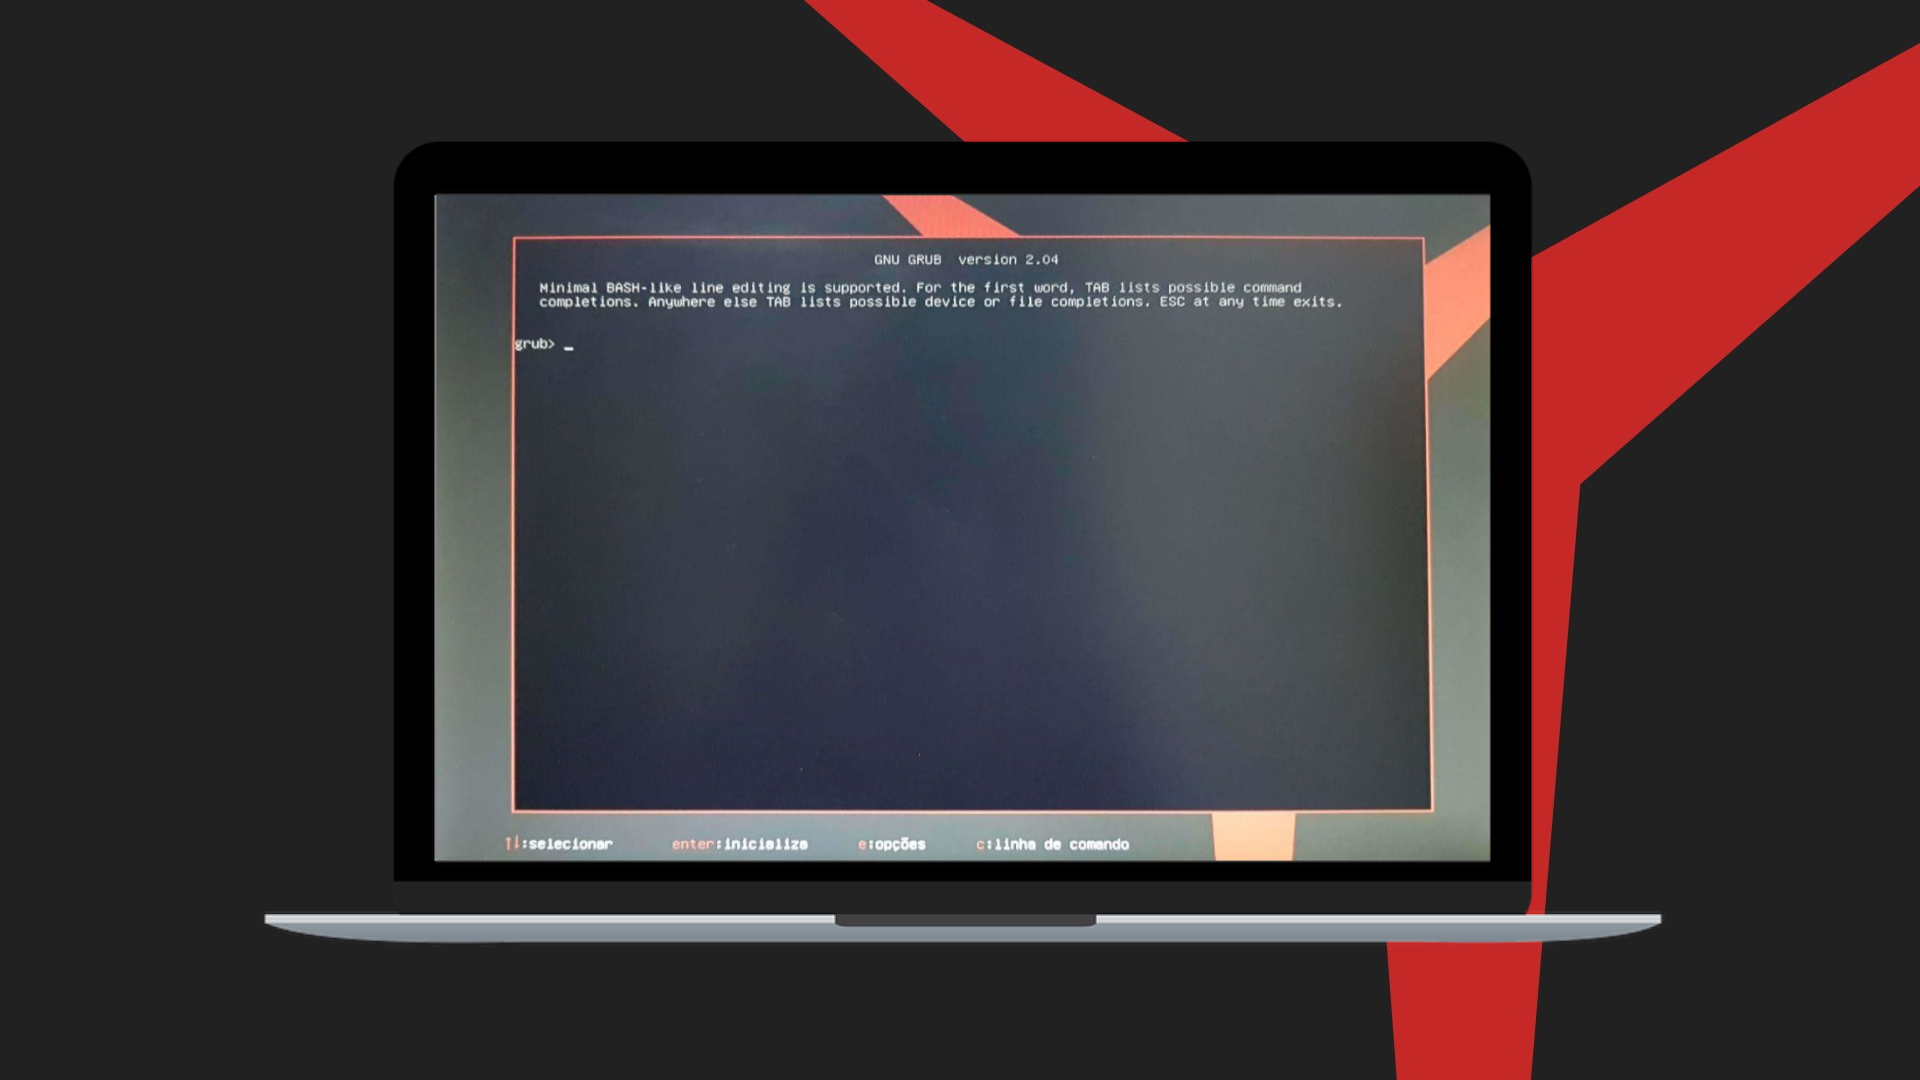 GNU GRUB version 2.04
Minimal BASH-like line editing is supported. For the first word, TAB lists possible command
completions. Anywhere else TAB lists possible device or file completions. ESC at any time exits.
grub> _
↑↓:selecionar enter:inicializa e:opções c:linha de comando